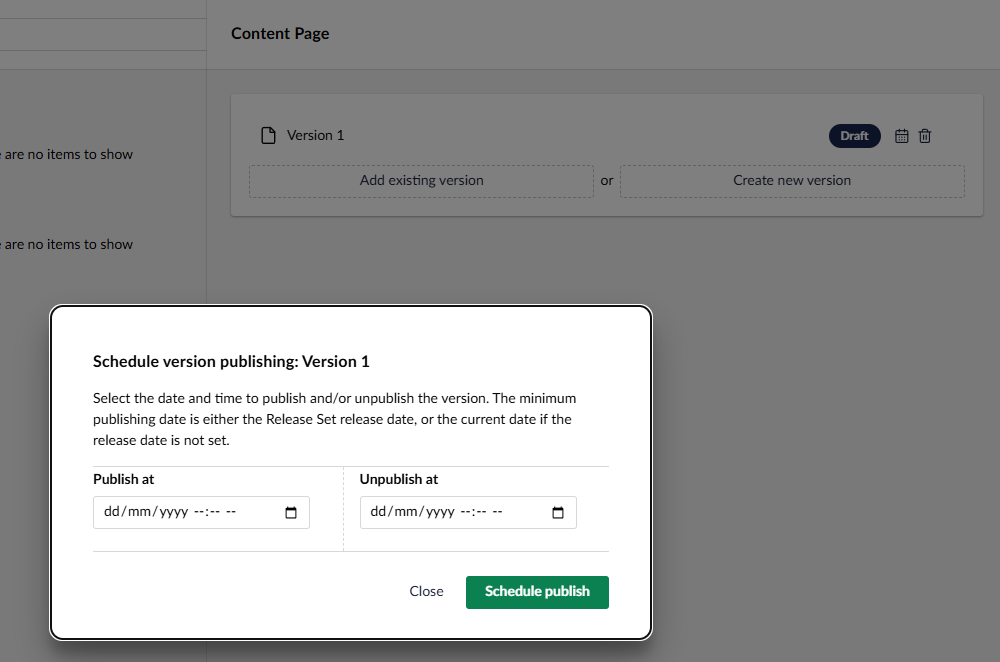 Content Page
Version 1
Draft
are no items to show
Add existing version or Create new version
are no items to show
Schedule version publishing: Version 1
Select the date and time to publish and/or unpublish the version. The minimum
publishing date is either the Release Set release date, or the current date if the
release date is not set.
Publish at
Unpublish at
dd/mm/yyyy --:-- --
dd/mm/yyyy --:-- --
Close
Schedule publish